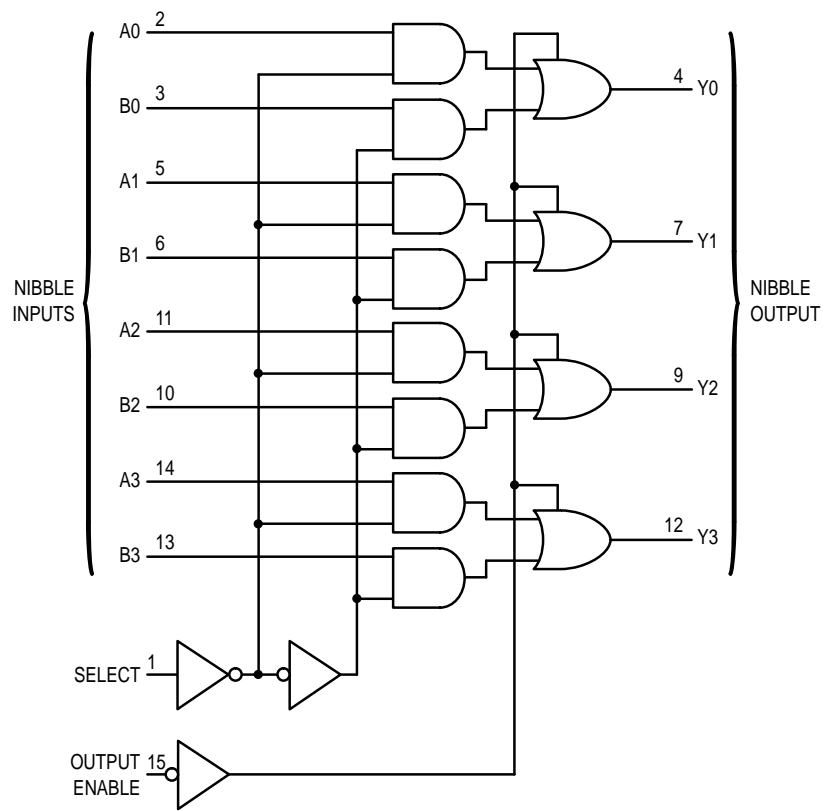 A0 2
B0 3
A1 5
B1 6
A2 11
B2 10
A3 14
B3 13
NIBBLE
INPUTS
4 Y0
7 Y1
9 Y2
12 Y3
NIBBLE
OUTPUT
SELECT 1
OUTPUT 15
ENABLE